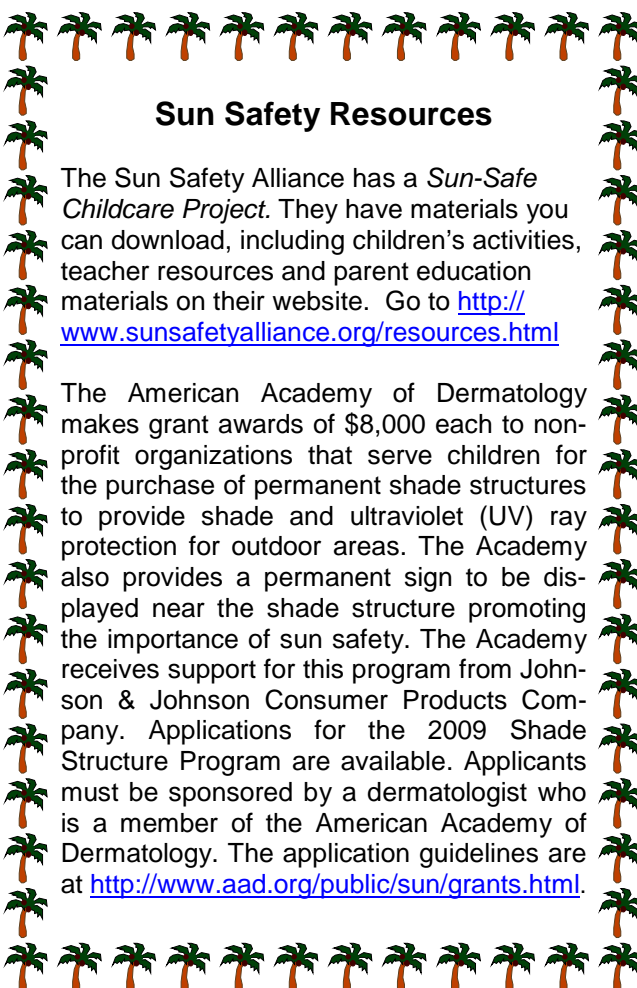 Sun Safety Resources
The Sun Safety Alliance has a Sun-Safe
Childcare Project. They have materials you
can download, including children's activities,
teacher resources and parent education
materials on their website.  Go to http://
www.sunsafetyalliance.org/resources.html
The American Academy of Dermatology
makes grant awards of $8,000 each to non-
profit organizations that serve children for
the purchase of permanent shade structures
to provide shade and ultraviolet (UV) ray
protection for outdoor areas. The Academy
also provides a permanent sign to be dis-
played near the shade structure promoting
the importance of sun safety. The Academy
receives support for this program from John-
son & Johnson Consumer Products Com-
pany. Applications for the 2009 Shade
Structure Program are available. Applicants
must be sponsored by a dermatologist who
is a member of the American Academy of
Dermatology. The application guidelines are
at http://www.aad.org/public/sun/grants.html.